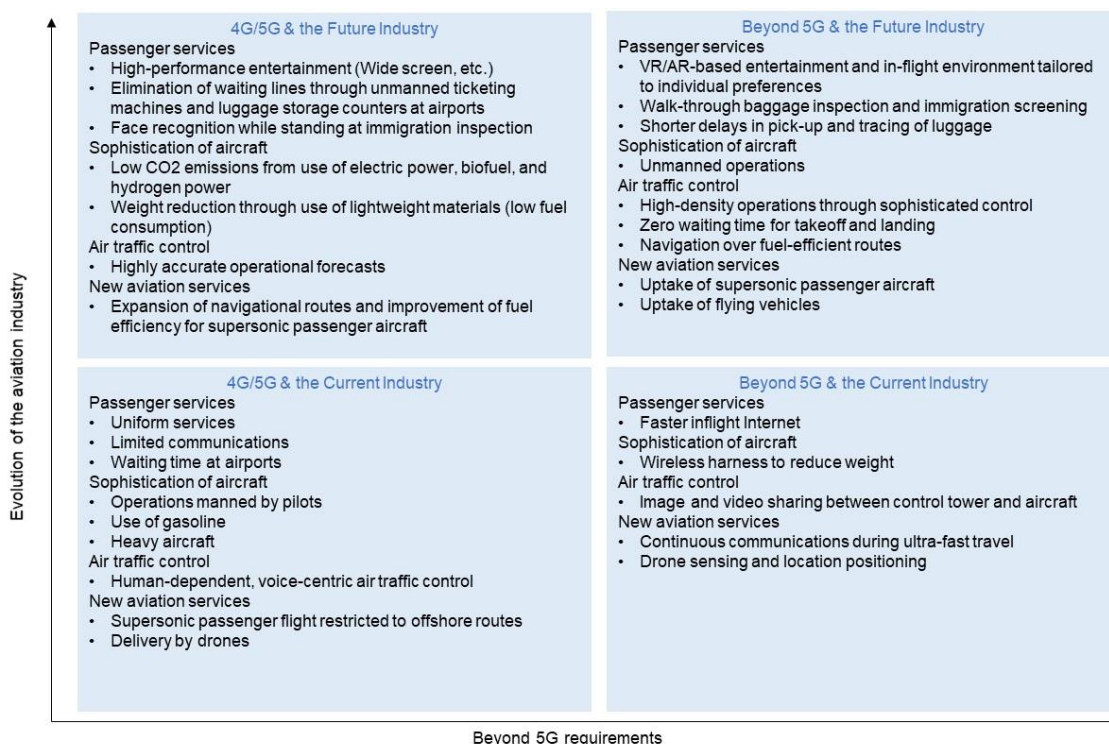 Evolution of the aviation industry
4G/5G & the Future Industry
Passenger services
• High-performance entertainment (Wide screen, etc.)
• Elimination of waiting lines through unmanned ticketing
machines and luggage storage counters at airports
• Face recognition while standing at immigration inspection
Sophistication of aircraft
• Low CO2 emissions from use of electric power, biofuel, and
hydrogen power
• Weight reduction through use of lightweight materials (low fuel
consumption)
Air traffic control
• Highly accurate operational forecasts
New aviation services
• Expansion of navigational routes and improvement of fuel
efficiency for supersonic passenger aircraft
Beyond 5G & the Future Industry
Passenger services
• VR/AR-based entertainment and in-flight environment tailored
to individual preferences
• Walk-through baggage inspection and immigration screening
• Shorter delays in pick-up and tracing of luggage
Sophistication of aircraft
• Unmanned operations
Air traffic control
• High-density operations through sophisticated control
• Zero waiting time for takeoff and landing
• Navigation over fuel-efficient routes
New aviation services
• Uptake of supersonic passenger aircraft
• Uptake of flying vehicles
4G/5G & the Current Industry
Passenger services
• Uniform services
• Limited communications
• Waiting time at airports
Sophistication of aircraft
• Operations manned by pilots
• Use of gasoline
• Heavy aircraft
Air traffic control
• Human-dependent, voice-centric air traffic control
New aviation services
• Supersonic passenger flight restricted to offshore routes
• Delivery by drones
Beyond 5G & the Current Industry
Passenger services
• Faster inflight Internet
Sophistication of aircraft
• Wireless harness to reduce weight
Air traffic control
• Image and video sharing between control tower and aircraft
New aviation services
• Continuous communications during ultra-fast travel
• Drone sensing and location positioning
Beyond 5G requirements